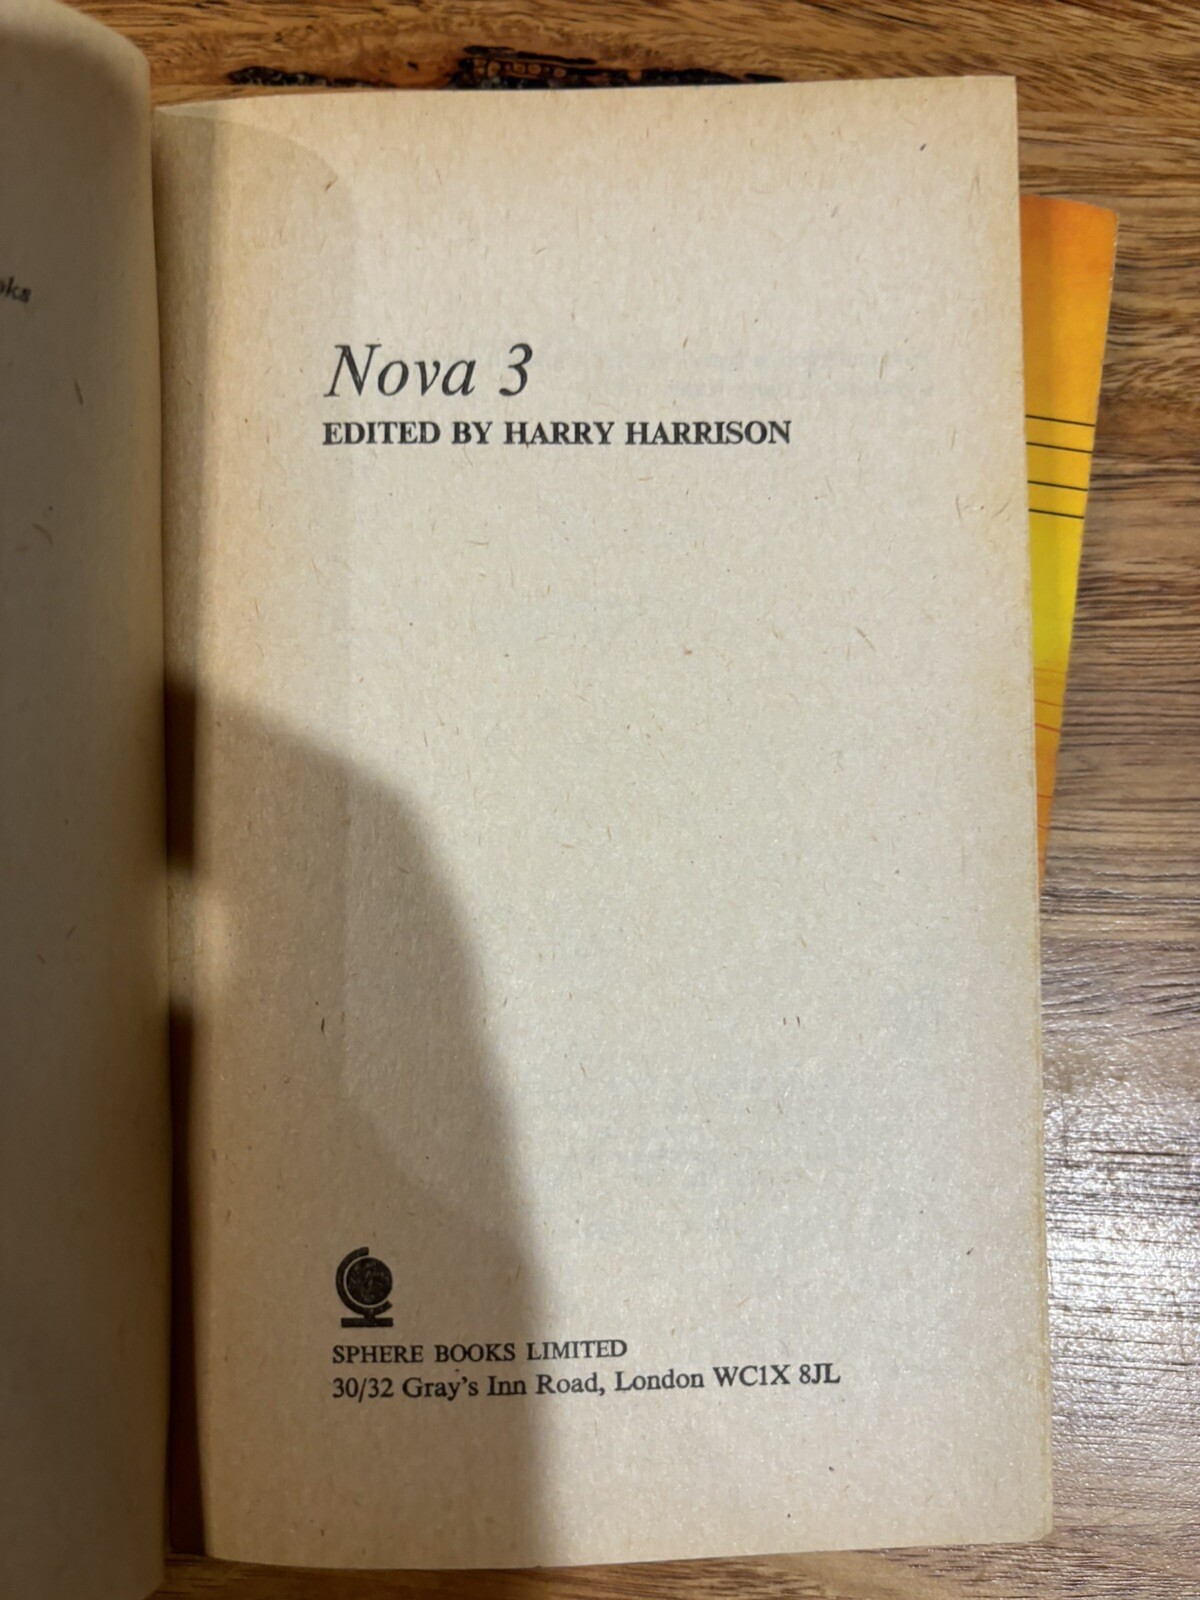 Nova 3
EDITED BY HARRY HARRISON
SPHERE BOOKS LIMITED
30/32 Gray's Inn Road, London WC1X 8JL